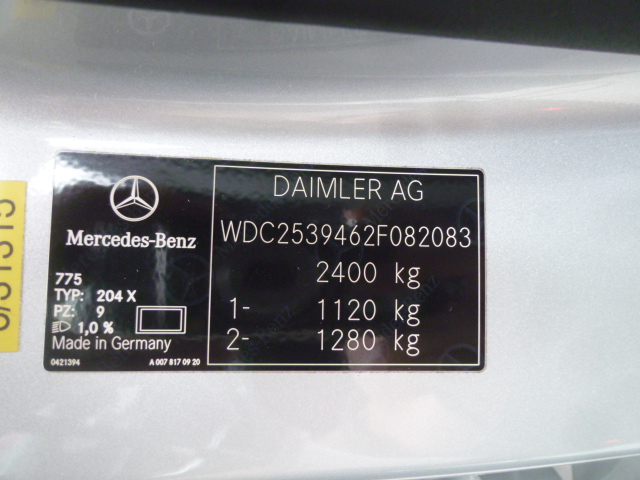 Mercedes-Benz
775
TYP: 204 X
PZ: 9
1,0 %
Made in Germany
0421394
A 007 817 09 20
DAIMLER AG
WDC2539462F082083
2400 kg
1- 1120 kg
2- 1280 kg